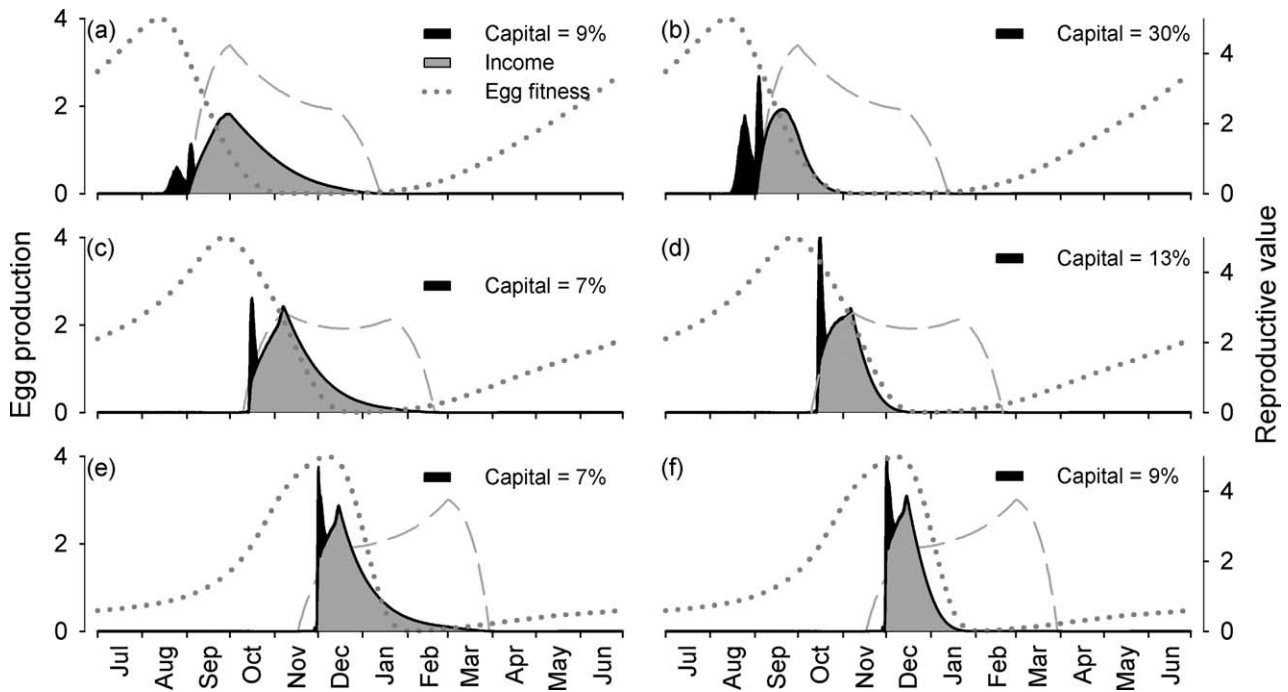 4 (a) Capital = 9% (b) Capital = 30%
Income 4
Egg fitness
2 2
0 0
4 (c) (d)
Capital = 7% Capital = 13% 4
2 2
0 0
4 (e) (f)
Capital = 7% Capital = 9% 4
2 2
0 0
Egg production
Reproductive value
Jul Aug Sep Oct Nov Dec Jan Feb Mar Apr May Jun
Jul Aug Sep Oct Nov Dec Jan Feb Mar Apr May Jun